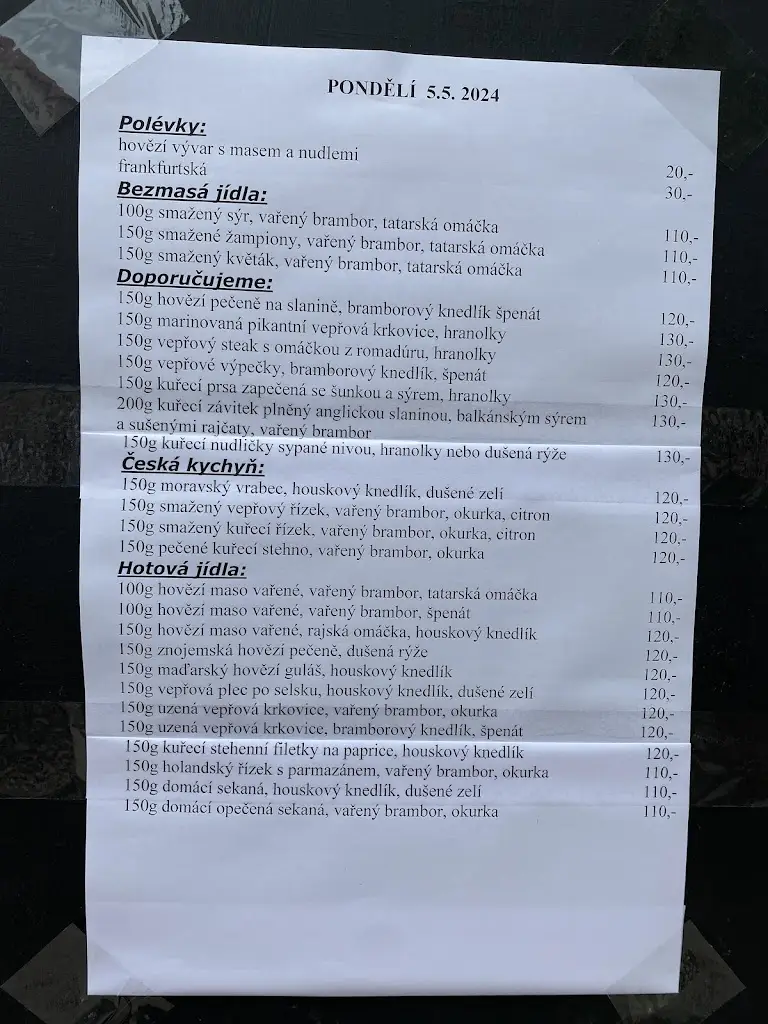 PONDĚLÍ 5.5. 2024
Polévky:
hovězí vývar s masem a nudlemi 20,-
frankfurtská 30,-
Bezmasá jídla:
100g smažený sýr, vařený brambor, tatarská omáčka 110,-
150g smažené žampiony, vařený brambor, tatarská omáčka 110,-
150g smažený květák, vařený brambor, tatarská omáčka 110,-
Doporučujeme:
150g hovězí pečeně na slanině, bramborový knedlík špenát 120,-
150g marinovaná pikantní vepřová krkovice, hranolky 130,-
150g vepřový steak s omáčkou z romadúru, hranolky 130,-
150g vepřové výpečky, bramborový knedlík, špenát 120,-
150g kuřecí prsa zapečená se šunkou a sýrem, hranolky 130,-
200g kuřecí závitek plněný anglickou slaninou, balkánským sýrem 130,-
a sušenými rajčaty, vařený brambor
150g kuřecí nudličky sypané nivou, hranolky nebo dušená rýže 130,-
Česká kychyň:
150g moravský vrabec, houskový knedlík, dušené zelí 120,-
150g smažený vepřový řízek, vařený brambor, okurka, citron 120,-
150g smažený kuřecí řízek, vařený brambor, okurka, citron 120,-
150g pečené kuřecí stehno, vařený brambor, okurka 120,-
Hotová jídla:
100g hovězí maso vařené, vařený brambor, tatarská omáčka 110,-
100g hovězí maso vařené, vařený brambor, špenát 110,-
150g hovězí maso vařené, rajská omáčka, houskový knedlík 120,-
150g znojemská hovězí pečeně, dušená rýže 120,-
150g maďarský hovězí guláš, houskový knedlík 120,-
150g vepřová plec po selsku, houskový knedlík, dušené zelí 120,-
150g uzená vepřová krkovice, vařený brambor, okurka 120,-
150g uzená vepřová krkovice, bramborový knedlík, špenát 120,-
150g kuřecí stehenní filetky na paprice, houskový knedlík 120,-
150g holandský řízek s parmazánem, vařený brambor, okurka 110,-
150g domácí sekaná, houskový knedlík, dušené zelí 110,-
150g domácí opečená sekaná, vařený brambor, okurka 110,-